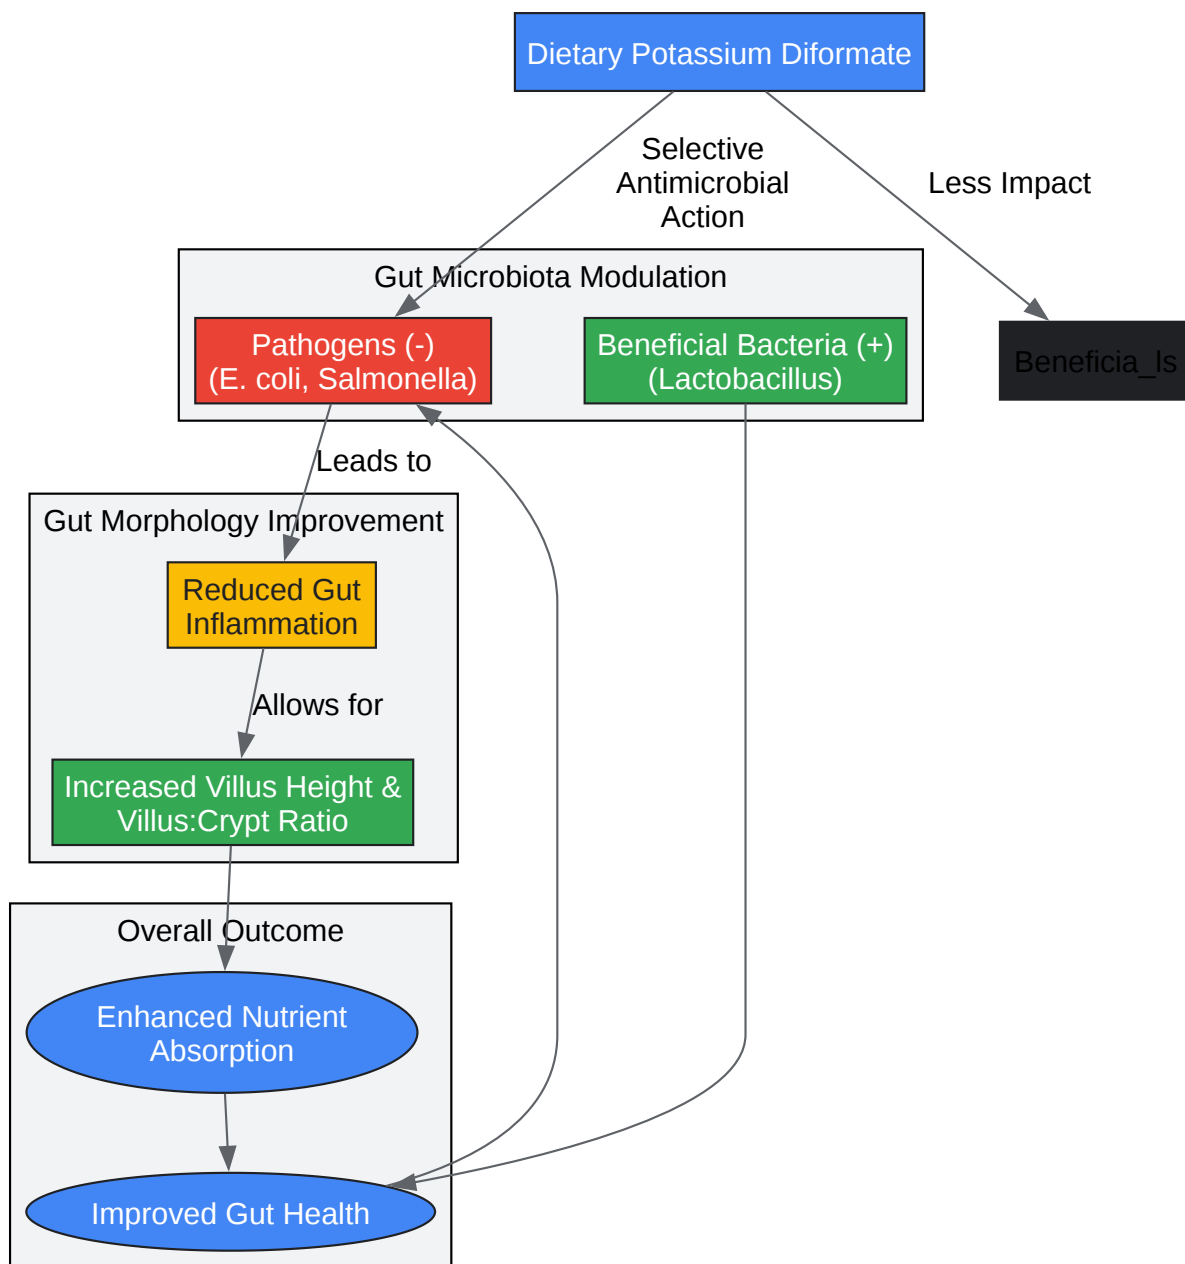 Dietary Potassium Diformate
Selective
Antimicrobial
Action
Less Impact
Gut Microbiota Modulation
Pathogens (-)
(E. coli, Salmonella)
Beneficial Bacteria (+)
(Lactobacillus)
Beneficia_ls
Leads to
Gut Morphology Improvement
Reduced Gut
Inflammation
Allows for
Increased Villus Height &
Villus:Crypt Ratio
Overall Outcome
Enhanced Nutrient
Absorption
Improved Gut Health